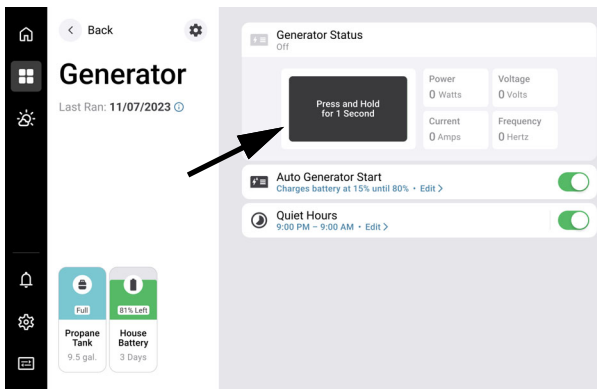 Back
Generator
Last Ran: 11/07/2023
Full
81% Left
Propane Tank
9.5 gal.
House Battery
3 Days
Generator Status
Off
Press and Hold
for 1 Second
Power
0 Watts
Voltage
0 Volts
Current
0 Amps
Frequency
0 Hertz
Auto Generator Start
Charges battery at 15% until 80% • Edit >
Quiet Hours
9:00 PM – 9:00 AM • Edit >